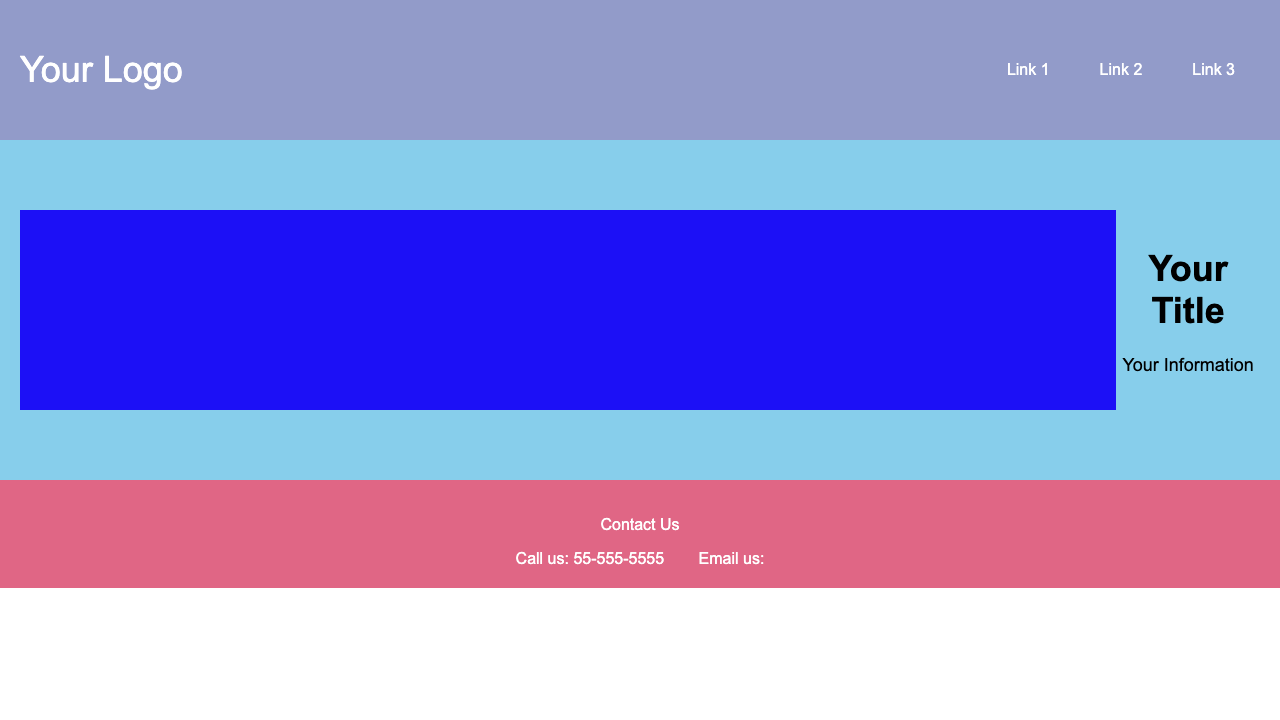 Your Logo
Link 1 Link 2 Link 3
Your
Title
Your Information
Contact Us
Call us: 55-555-5555 Email us: